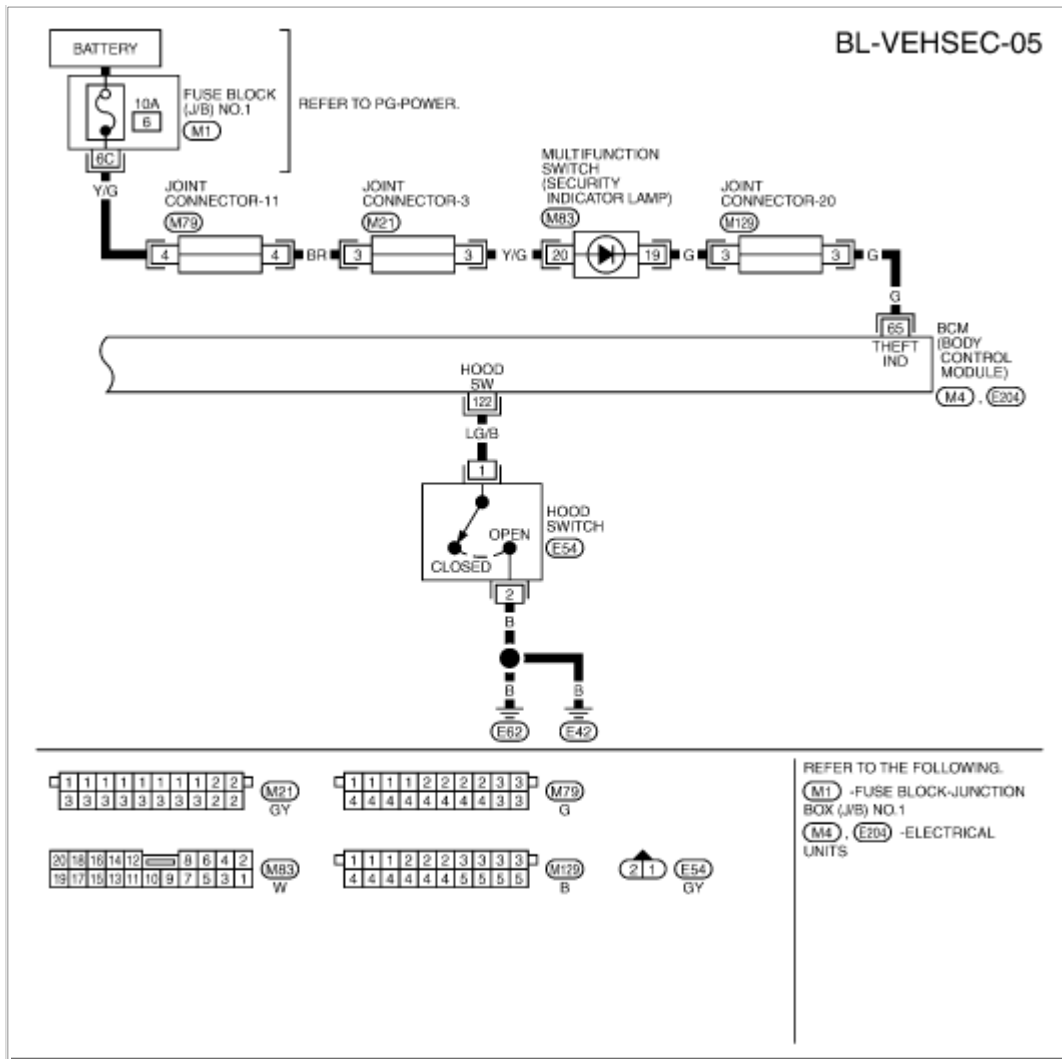 BL-VEHSEC-05
BATTERY
10A
6
FUSE BLOCK
(J/B) NO.1
M1
REFER TO PG-POWER.
6C
Y/G
JOINT
CONNECTOR-11
M79
4
4
BR
JOINT
CONNECTOR-3
M21
3
3
Y/G
MULTIFUNCTION
SWITCH
(SECURITY
INDICATOR LAMP)
M83
20
19
G
JOINT
CONNECTOR-20
M129
3
3
G
G
65
THEFT
IND
BCM
(BODY
CONTROL
MODULE)
M4 , E204
HOOD
SW
122
LG/B
1
OPEN
CLOSED
HOOD
SWITCH
E54
2
B
B
B
E62
E42
1 1 1 1 1 1 1 1 2 2
3 3 3 3 3 3 3 3 2 2
M21
GY
1 1 1 1 2 2 2 2 3 3
4 4 4 4 4 4 4 4 3 3
M79
G
20 18 16 14 12 8 6 4 2
19 17 15 13 11 10 9 7 5 3 1
M83
W
1 1 1 2 2 2 3 3 3 3
4 4 4 4 4 4 5 5 5 5
M129
B
2 1
E54
GY
REFER TO THE FOLLOWING.
M1 -FUSE BLOCK-JUNCTION
BOX (J/B) NO.1
M4 , E204 -ELECTRICAL
UNITS